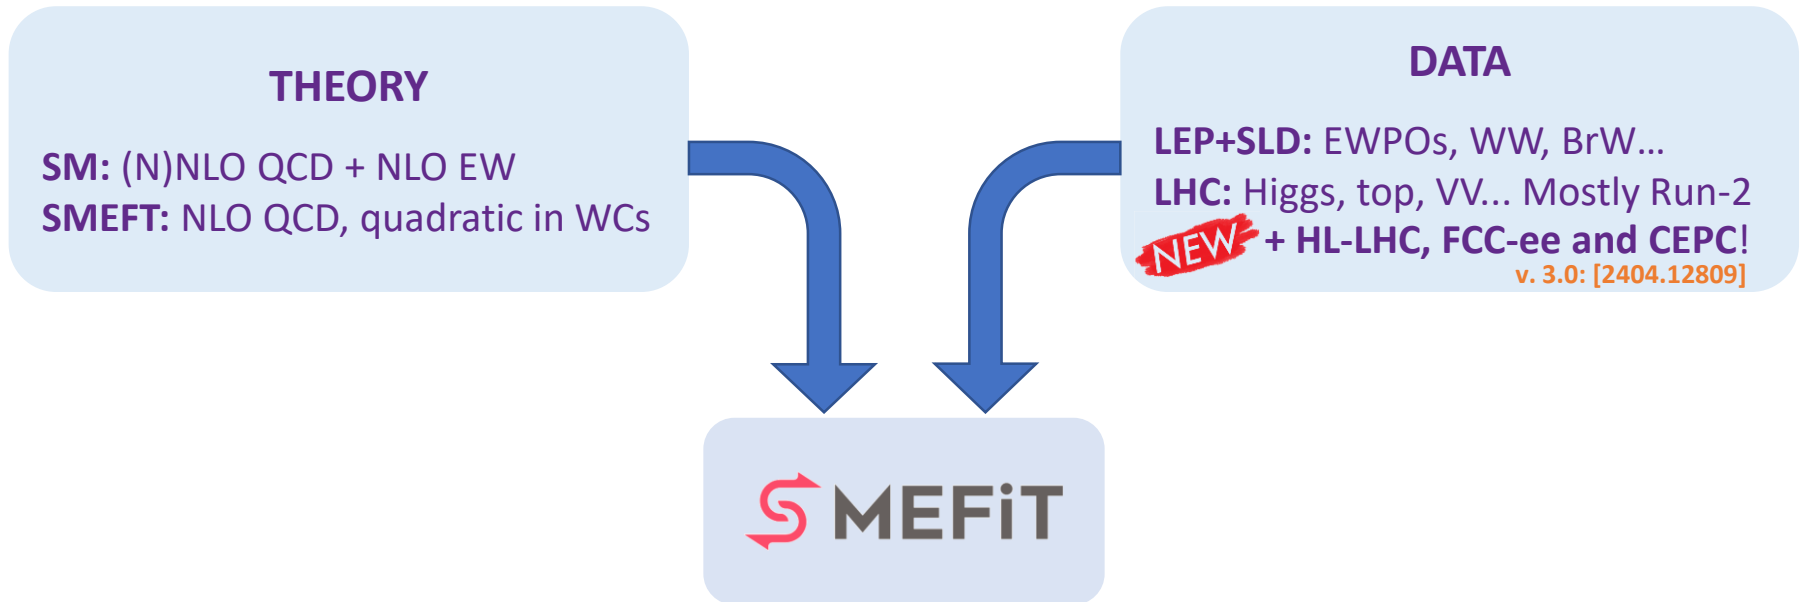 THEORY
SM: (N)NLO QCD + NLO EW
SMEFT: NLO QCD, quadratic in WCs
DATA
LEP+SLD: EWPOs, WW, BrW...
LHC: Higgs, top, VV... Mostly Run-2
NEW + HL-LHC, FCC-ee and CEPC!
v. 3.0: [2404.12809]
SMEFiT